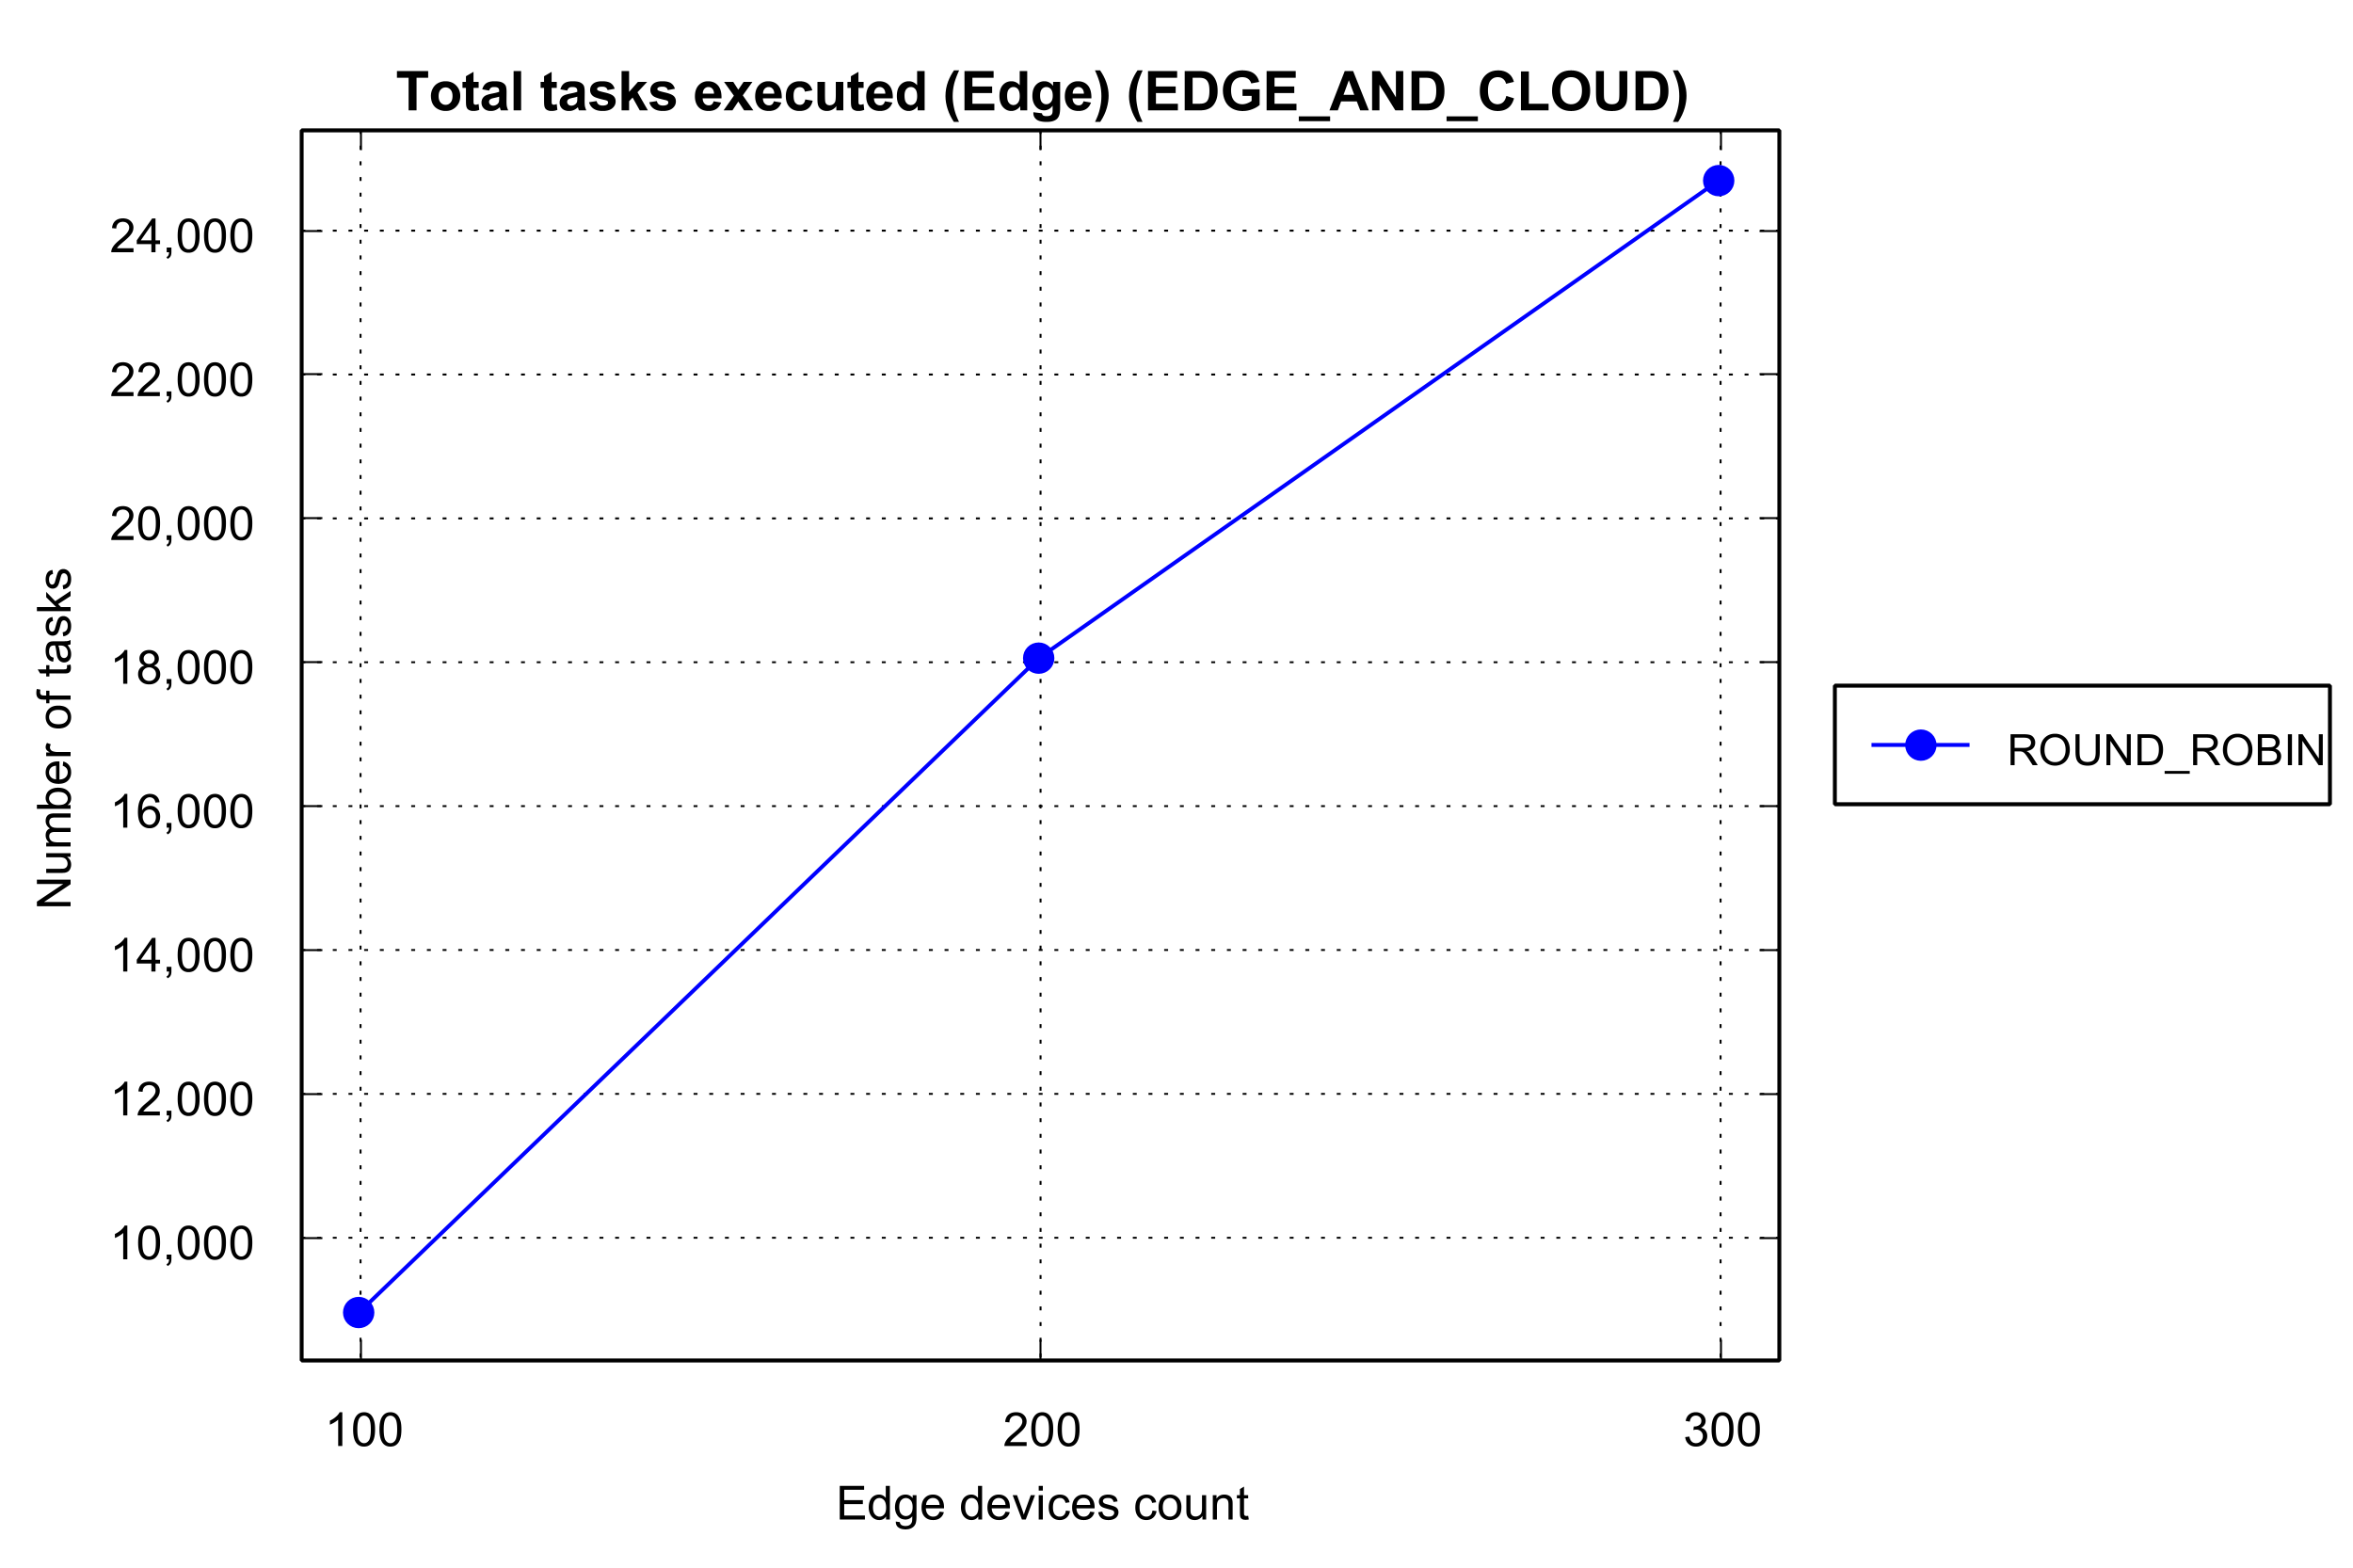 Total tasks executed (Edge) (EDGE_AND_CLOUD)
24,000
22,000
20,000
18,000
16,000
14,000
12,000
10,000
Number of tasks
100
200
300
Edge devices count
ROUND_ROBIN